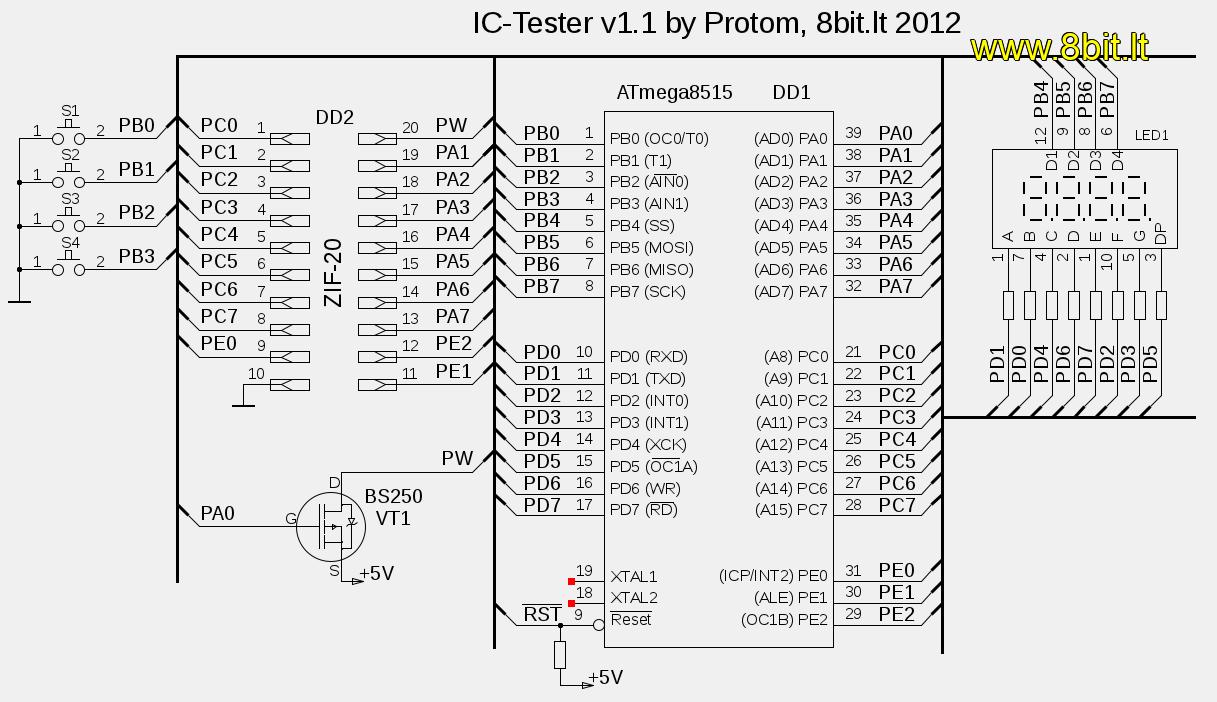 IC-Tester v1.1 by Protom, 8bit.lt 2012
www.8bit.lt
S1
1 2 PB0
S2
1 2 PB1
S3
1 2 PB2
S4
1 2 PB3
DD2
ZIF-20
PC0 1
PC1 2
PC2 3
PC3 4
PC4 5
PC5 6
PC6 7
PC7 8
PE0 9
10
20 PW
19 PA1
18 PA2
17 PA3
16 PA4
15 PA5
14 PA6
13 PA7
12 PE2
11 PE1
PW
D
BS250
VT1
PA0
G
S
+5V
ATmega8515 DD1
PB0 1 PB0 (OC0/T0)
PB1 2 PB1 (T1)
PB2 3 PB2 (AIN0)
PB3 4 PB3 (AIN1)
PB4 5 PB4 (SS)
PB5 6 PB5 (MOSI)
PB6 7 PB6 (MISO)
PB7 8 PB7 (SCK)
PD0 10 PD0 (RXD)
PD1 11 PD1 (TXD)
PD2 12 PD2 (INT0)
PD3 13 PD3 (INT1)
PD4 14 PD4 (XCK)
PD5 15 PD5 (OC1A)
PD6 16 PD6 (WR)
PD7 17 PD7 (RD)
19 XTAL1
18 XTAL2
RST 9 Reset
+5V
(AD0) PA0 39 PA0
(AD1) PA1 38 PA1
(AD2) PA2 37 PA2
(AD3) PA3 36 PA3
(AD4) PA4 35 PA4
(AD5) PA5 34 PA5
(AD6) PA6 33 PA6
(AD7) PA7 32 PA7
(A8) PC0 21 PC0
(A9) PC1 22 PC1
(A10) PC2 23 PC2
(A11) PC3 24 PC3
(A12) PC4 25 PC4
(A13) PC5 26 PC5
(A14) PC6 27 PC6
(A15) PC7 28 PC7
(ICP/INT2) PE0 31 PE0
(ALE) PE1 30 PE1
(OC1B) PE2 29 PE2
PB4 PB5 PB6 PB7
12 9 8 6
LED1
D1 D2 D3 D4
A B C D E F G DP
1 7 4 2 1 10 5 3
PD1 PD0 PD4 PD6 PD7 PD2 PD3 PD5